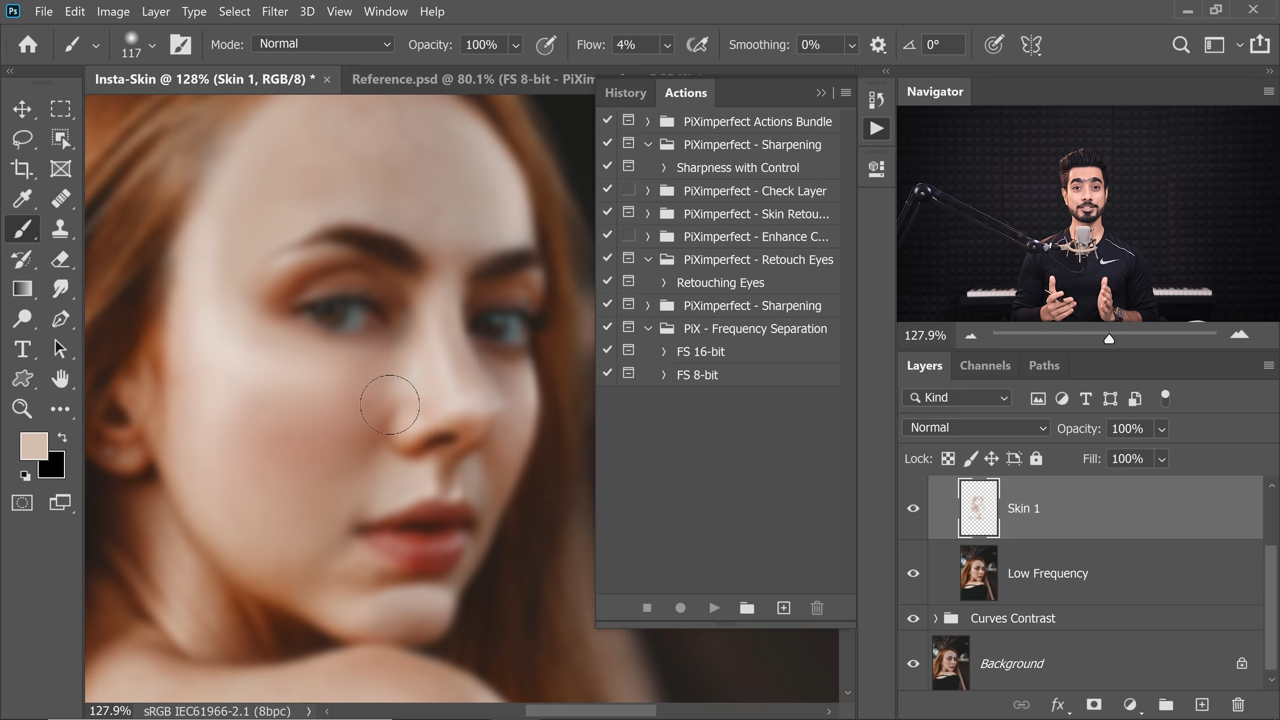 Ps File Edit Image Layer Type Select Filter 3D View Window Help
117 Mode: Normal Opacity: 100% Flow: 4% Smoothing: 0% 0°
Insta-Skin @ 128% (Skin 1, RGB/8) * × Reference.psd @ 80.1% (FS 8-bit - PiXim
History Actions
PiXimperfect Actions Bundle
PiXimperfect - Sharpening
Sharpness with Control
PiXimperfect - Check Layer
PiXimperfect - Skin Retou...
PiXimperfect - Enhance C...
PiXimperfect - Retouch Eyes
Retouching Eyes
PiXimperfect - Sharpening
PiX - Frequency Separation
FS 16-bit
FS 8-bit
Navigator
127.9%
Layers Channels Paths
Kind
Normal Opacity: 100%
Lock: Fill: 100%
Skin 1
Low Frequency
Curves Contrast
Background
fx
127.9% sRGB IEC61966-2.1 (8bpc)